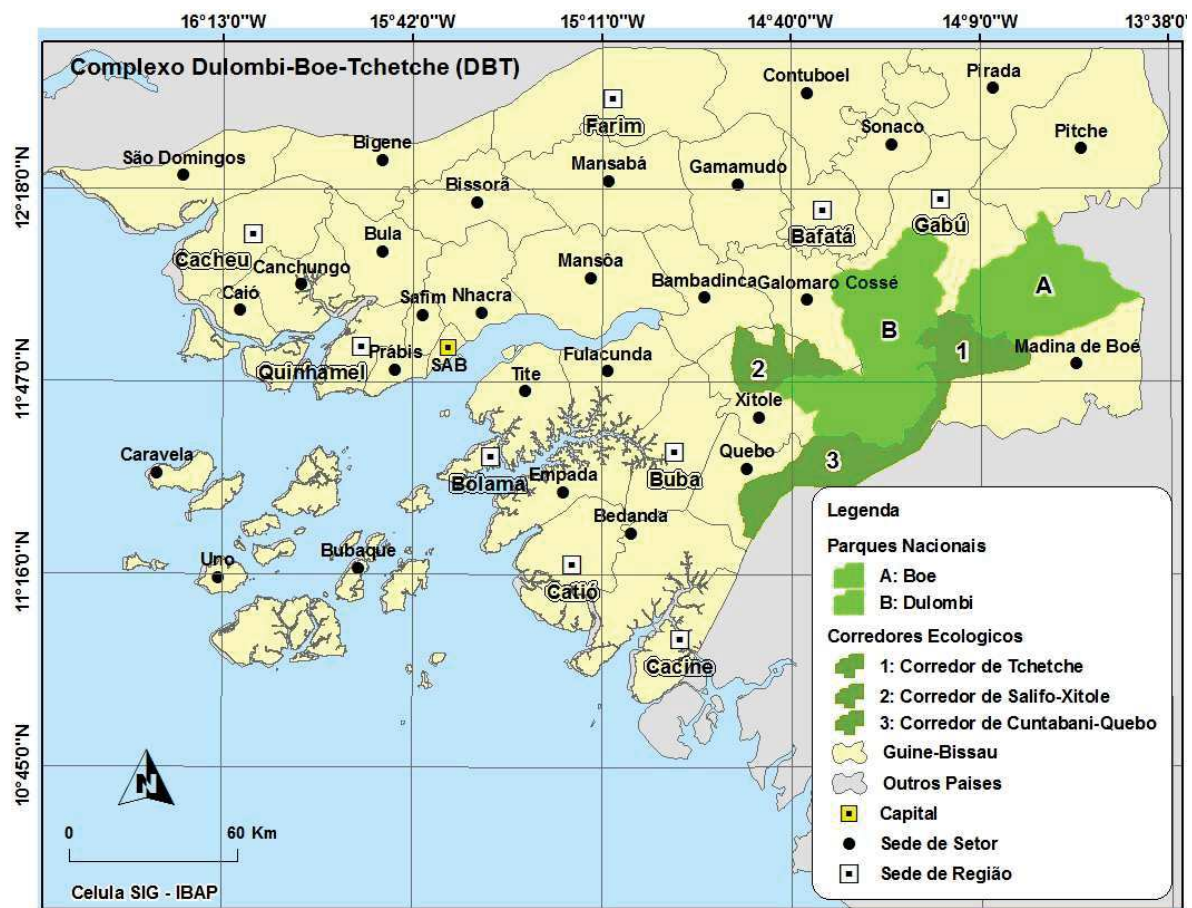 16°13'0"W 15°42'0"W 15°11'0"W 14°40'0"W 14°9'0"W 13°38'0"W
Complexo Dulombi-Boe-Tchetche (DBT)
Contuboel
Pirada
Farim
Sonaco
Pitche
Bigene
São Domingos
Mansabá
Gamamudo
12°18'0"N
Bissorã
Bafatá
Gabú
Cacheu
Bula
Canchungo
Mansôa
Bambadinca
Galomaro Cossé
A
Caió
Safim
Nhacra
B
1
Madina de Boé
Quinhamel
Prábis
SAB
Fulacunda
2
11°47'0"N
Tite
Xitole
Caravela
Bolama
Empada
Buba
Quebo
3
Bedanda
Uno
Bubaque
11°16'0"N
Catió
Cacine
10°45'0"N
N
0 60 Km
Celula SIG - IBAP
Legenda
Parques Nacionais
A: Boe
B: Dulombi
Corredores Ecologicos
1: Corredor de Tchetche
2: Corredor de Salifo-Xitole
3: Corredor de Cuntabani-Quebo
Guine-Bissau
Outros Paises
Capital
Sede de Setor
Sede de Região